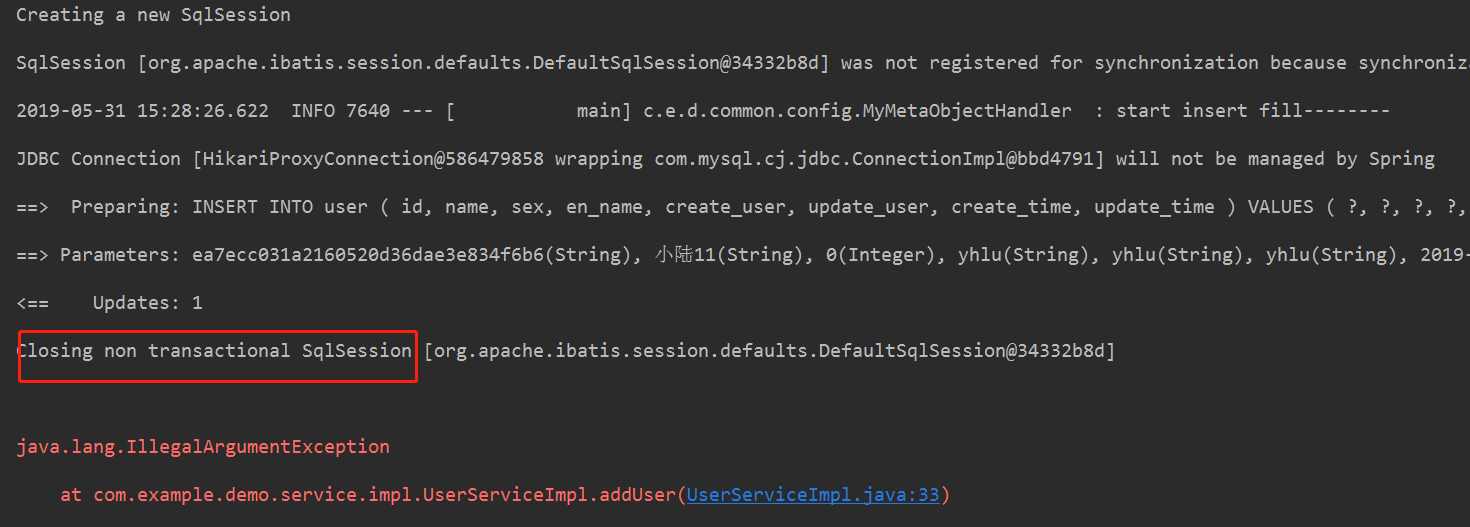 Creating a new SqlSession
SqlSession [org.apache.ibatis.session.defaults.DefaultSqlSession@34332b8d] was not registered for synchronization because synchroniz
2019-05-31 15:28:26.622  INFO 7640 --- [           main] c.e.d.common.config.MyMetaObjectHandler  : start insert fill--------
JDBC Connection [HikariProxyConnection@586479858 wrapping com.mysql.cj.jdbc.ConnectionImpl@bbd4791] will not be managed by Spring
==>  Preparing: INSERT INTO user ( id, name, sex, en_name, create_user, update_user, create_time, update_time ) VALUES ( ?, ?, ?, ?,
==> Parameters: ea7ecc031a2160520d36dae3e834f6b6(String), 小陆11(String), 0(Integer), yhlu(String), yhlu(String), yhlu(String), 2019-
<==    Updates: 1
Closing non transactional SqlSession [org.apache.ibatis.session.defaults.DefaultSqlSession@34332b8d]
java.lang.IllegalArgumentException
    at com.example.demo.service.impl.UserServiceImpl.addUser(UserServiceImpl.java:33)